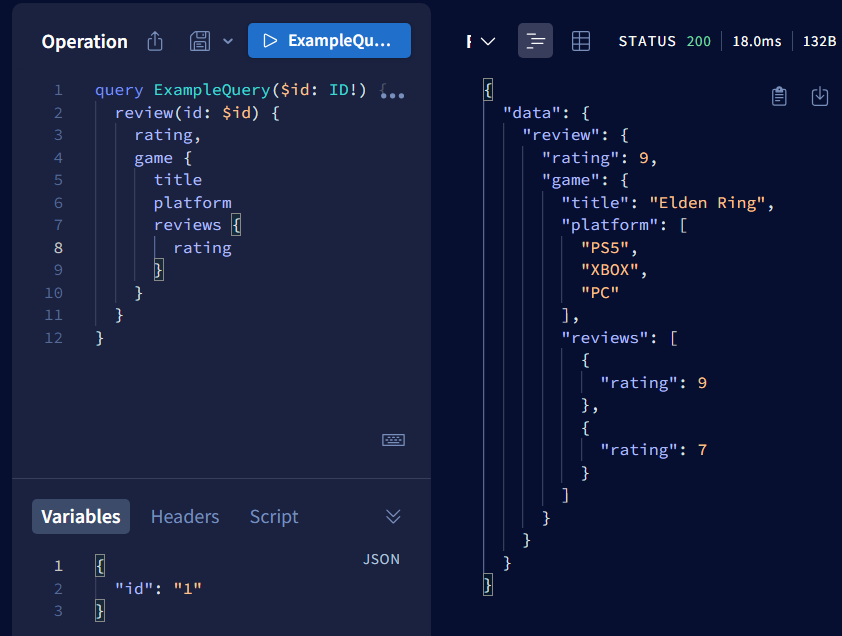 Operation
ExampleQu...
1 query ExampleQuery($id: ID!) { ...
2 review(id: $id) {
3 rating,
4 game {
5 title
6 platform
7 reviews {
8 rating
9 }
10 }
11 }
12 }
Variables Headers Script
JSON
1 {
2 "id": "1"
3 }
STATUS 200 18.0ms 132B
{
"data": {
"review": {
"rating": 9,
"game": {
"title": "Elden Ring",
"platform": [
"PS5",
"XBOX",
"PC"
],
"reviews": [
{
"rating": 9
},
{
"rating": 7
}
]
}
}
}
}